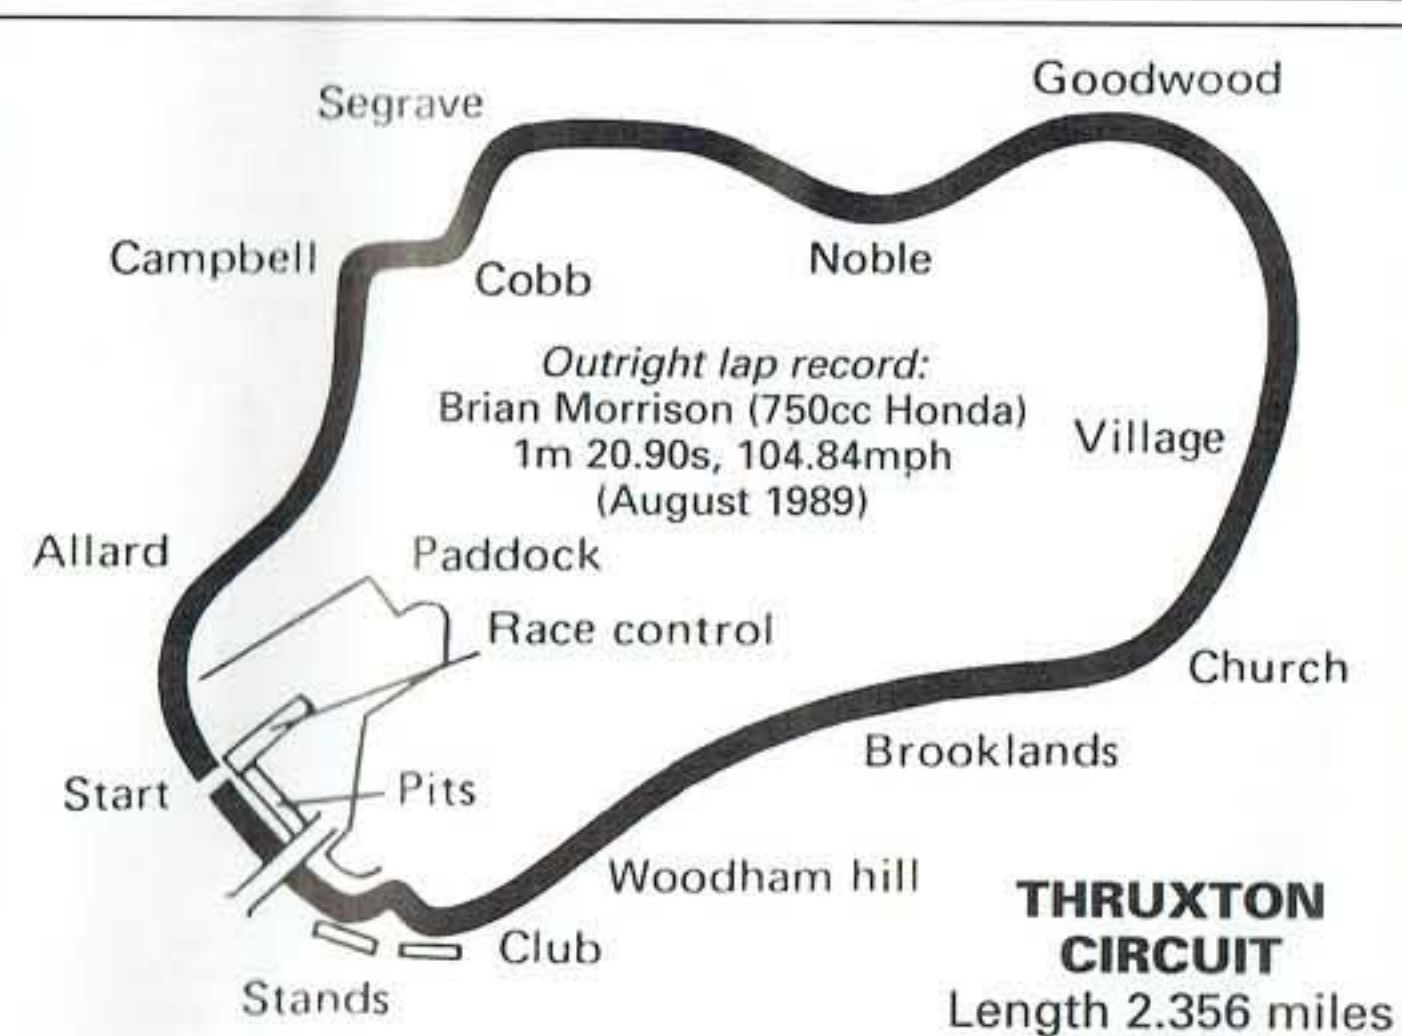 Goodwood
Segrave
Campbell
Cobb
Noble
Outright lap record:
Brian Morrison (750cc Honda)
1m 20.90s, 104.84mph
(August 1989)
Village
Allard
Paddock
Race control
Church
Brooklands
Start
Pits
Woodham hill
Club
Stands
THRUXTON
CIRCUIT
Length 2.356 miles